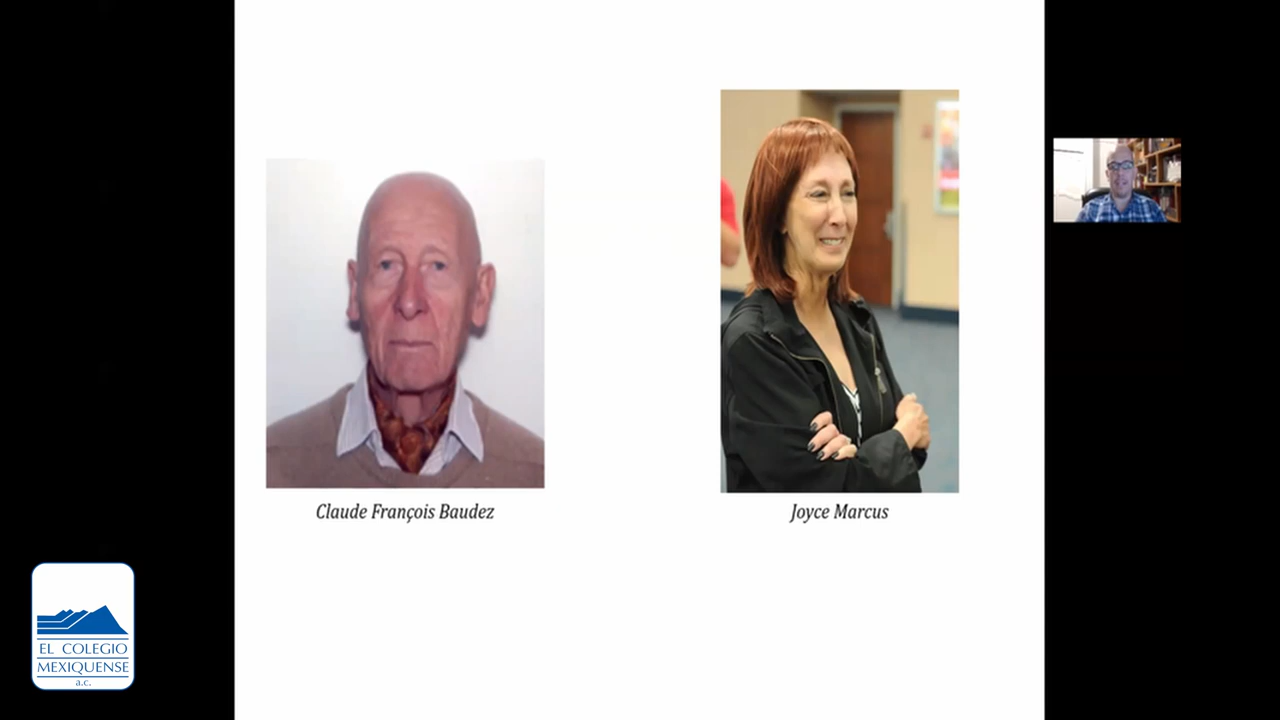 Claude François Baudez
Joyce Marcus
EL COLEGIO
MEXIQUENSE
a.c.